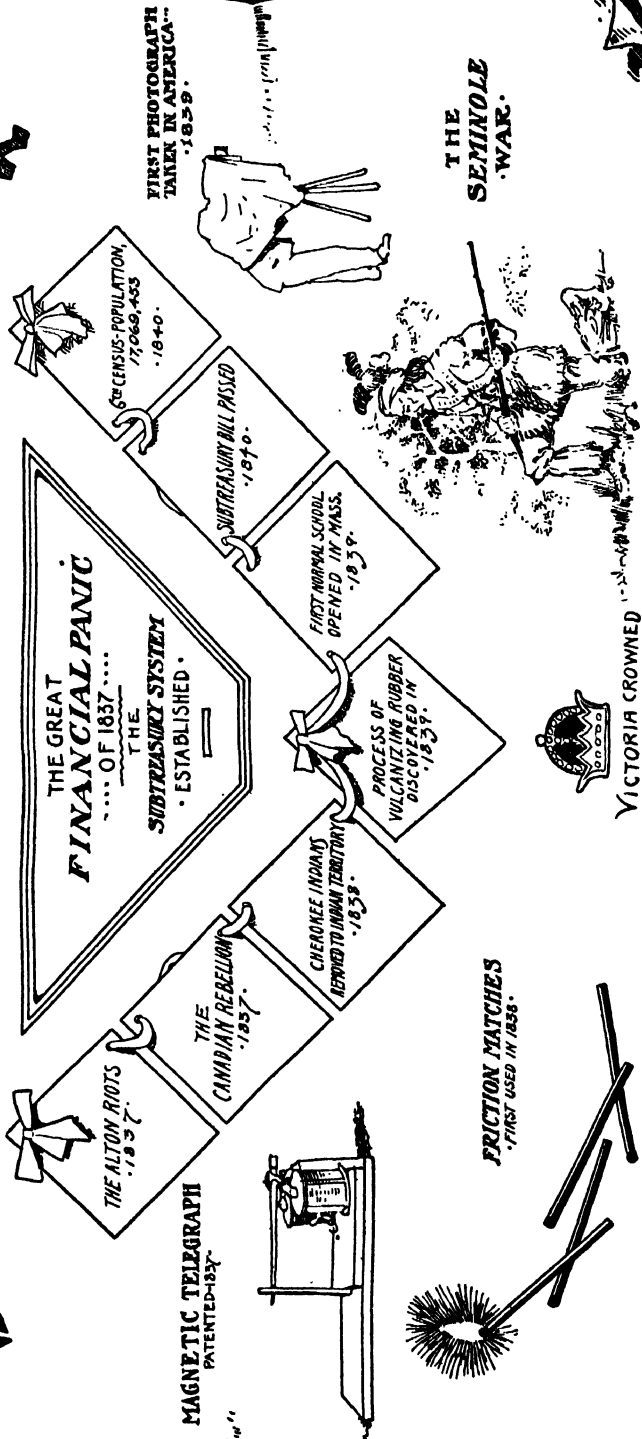 THE GREAT
FINANCIAL PANIC
···· OF 1837 ····
THE
SUBTREASURY SYSTEM
· ESTABLISHED ·
THE ALTON RIOTS
· 1837 ·
THE
CANADIAN REBELLION
· 1837 ·
CHEROKEE INDIANS
REMOVED TO INDIAN TERRITORY
· 1838 ·
PROCESS OF
VULCANIZING RUBBER
DISCOVERED IN
· 1839 ·
FIRST NORMAL SCHOOL
OPENED IN MASS.
· 1839 ·
SUBTREASURY BILL PASSED
· 1840 ·
6TH CENSUS-POPULATION,
17,069,453
· 1840 ·
MAGNETIC TELEGRAPH
PATENTED-1837-
FRICTION MATCHES
· FIRST USED IN 1838 ·
VICTORIA CROWNED
THE
SEMINOLE
· WAR ·
FIRST PHOTOGRAPH
TAKEN IN AMERICA...
· 1839 ·